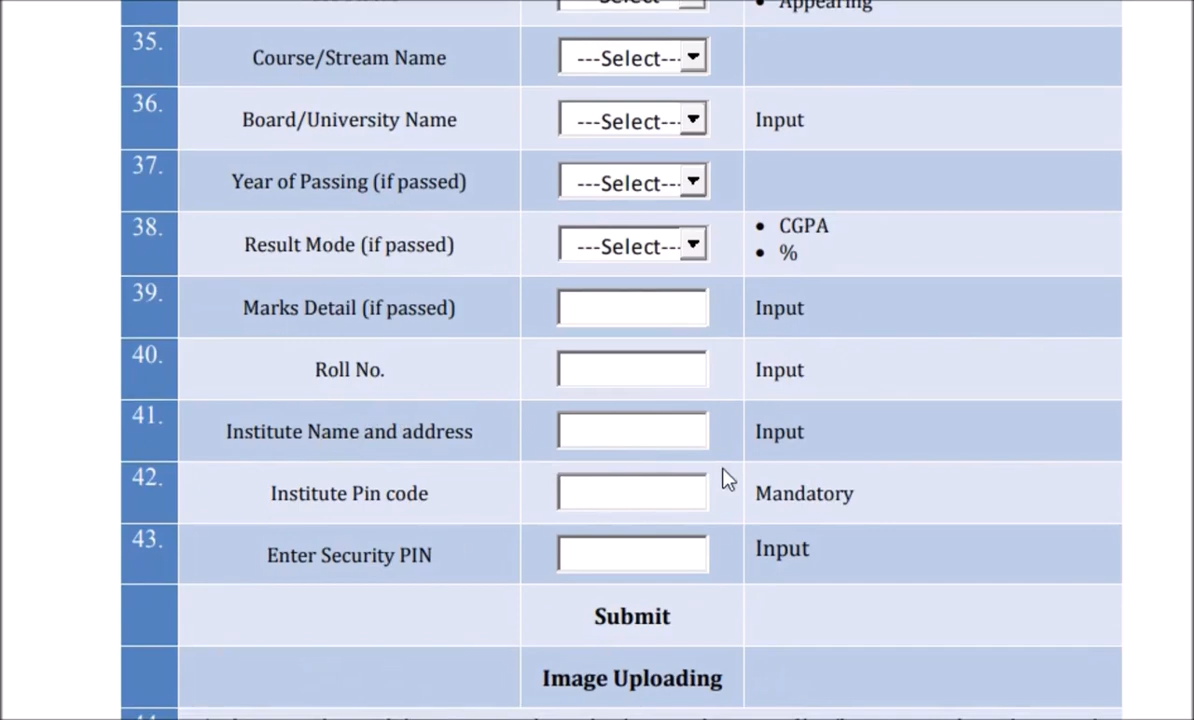 Appearing
35. Course/Stream Name ---Select---
36. Board/University Name ---Select--- Input
37. Year of Passing (if passed) ---Select---
38. Result Mode (if passed) ---Select--- • CGPA
• %
39. Marks Detail (if passed) Input
40. Roll No. Input
41. Institute Name and address Input
42. Institute Pin code Mandatory
43. Enter Security PIN Input
Submit
Image Uploading